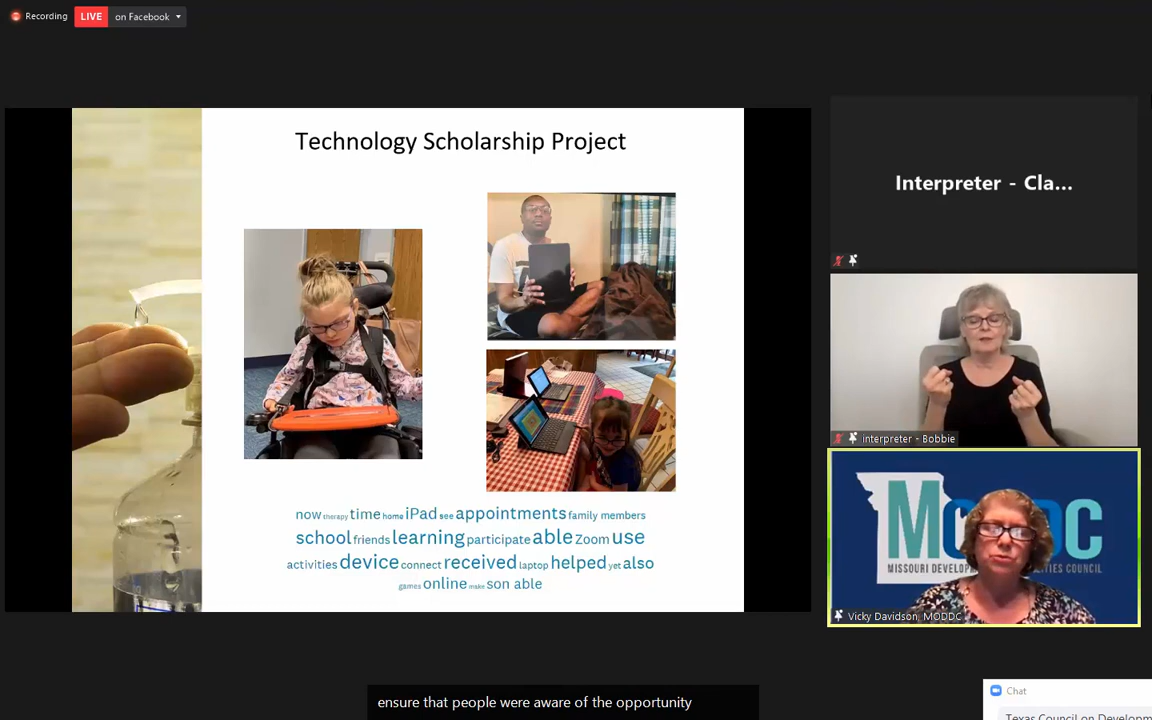 Recording
LIVE
on Facebook
Technology Scholarship Project
now therapy time home iPad see appointments family members
school friends learning participate able Zoom use
activities device connect received laptop helped yet also
games online make son able
Interpreter - Cla...
interpreter - Bobbie
MODDC
MISSOURI DEVELOP
ITIES COUNCIL
Vicky Davidson, MODDC
ensure that people were aware of the opportunity
Chat
Texas Council on Developm